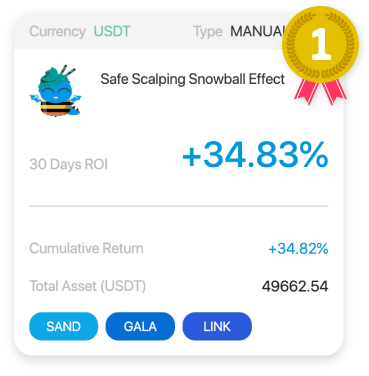 Currency USDT Type MANUAL
1
Safe Scalping Snowball Effect
30 Days ROI +34.83%
Cumulative Return +34.82%
Total Asset (USDT) 49662.54
SAND GALA LINK